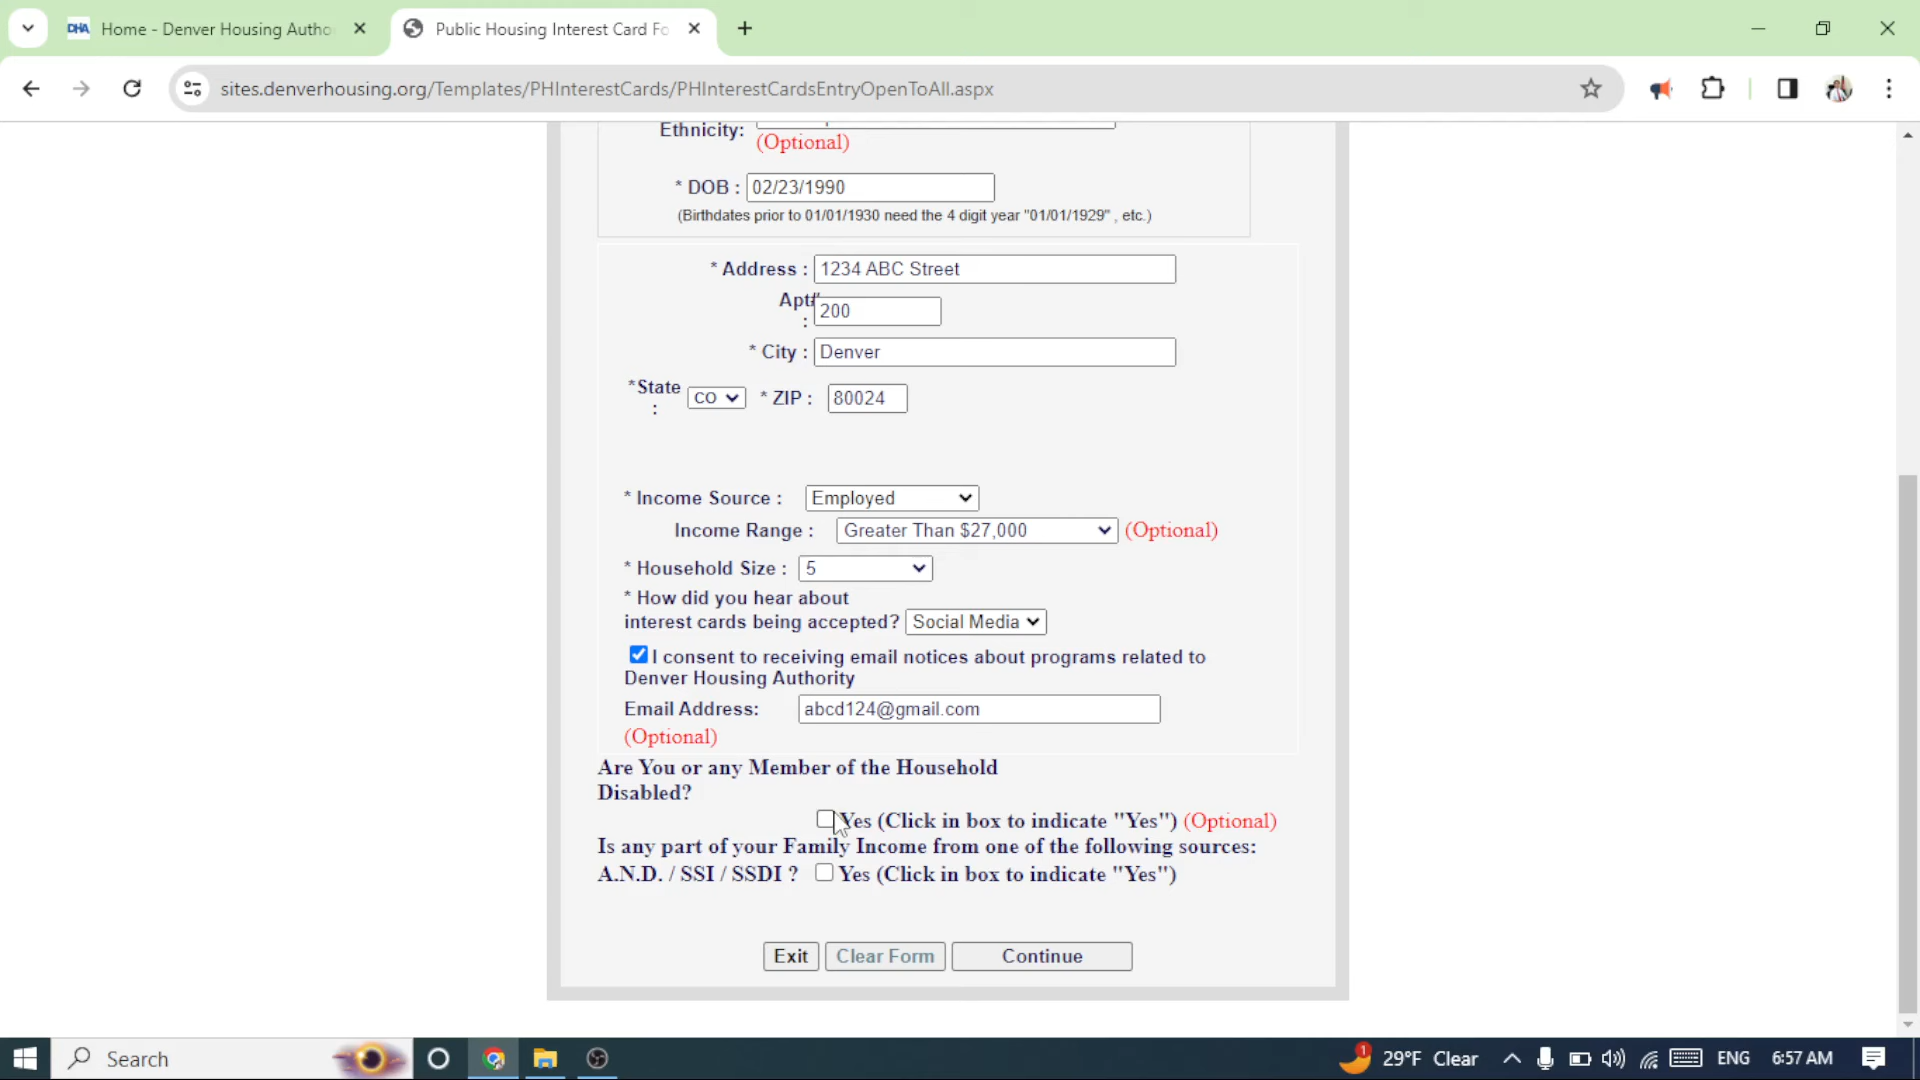 DHA Home - Denver Housing Autho
Public Housing Interest Card Fo
sites.denverhousing.org/Templates/PHInterestCards/PHInterestCardsEntryOpenToAll.aspx
Ethnicity:
(Optional)
* DOB : 02/23/1990
(Birthdates prior to 01/01/1930 need the 4 digit year "01/01/1929" , etc.)
* Address : 1234 ABC Street
Apt# : 200
* City : Denver
*State : CO * ZIP : 80024
* Income Source : Employed
Income Range : Greater Than $27,000 (Optional)
* Household Size : 5
* How did you hear about
interest cards being accepted? Social Media
I consent to receiving email notices about programs related to
Denver Housing Authority
Email Address: abcd124@gmail.com
(Optional)
Are You or any Member of the Household
Disabled?
Yes (Click in box to indicate "Yes") (Optional)
Is any part of your Family Income from one of the following sources:
A.N.D. / SSI / SSDI ? Yes (Click in box to indicate "Yes")
Exit Clear Form Continue
Search 1 29°F Clear ENG 6:57 AM